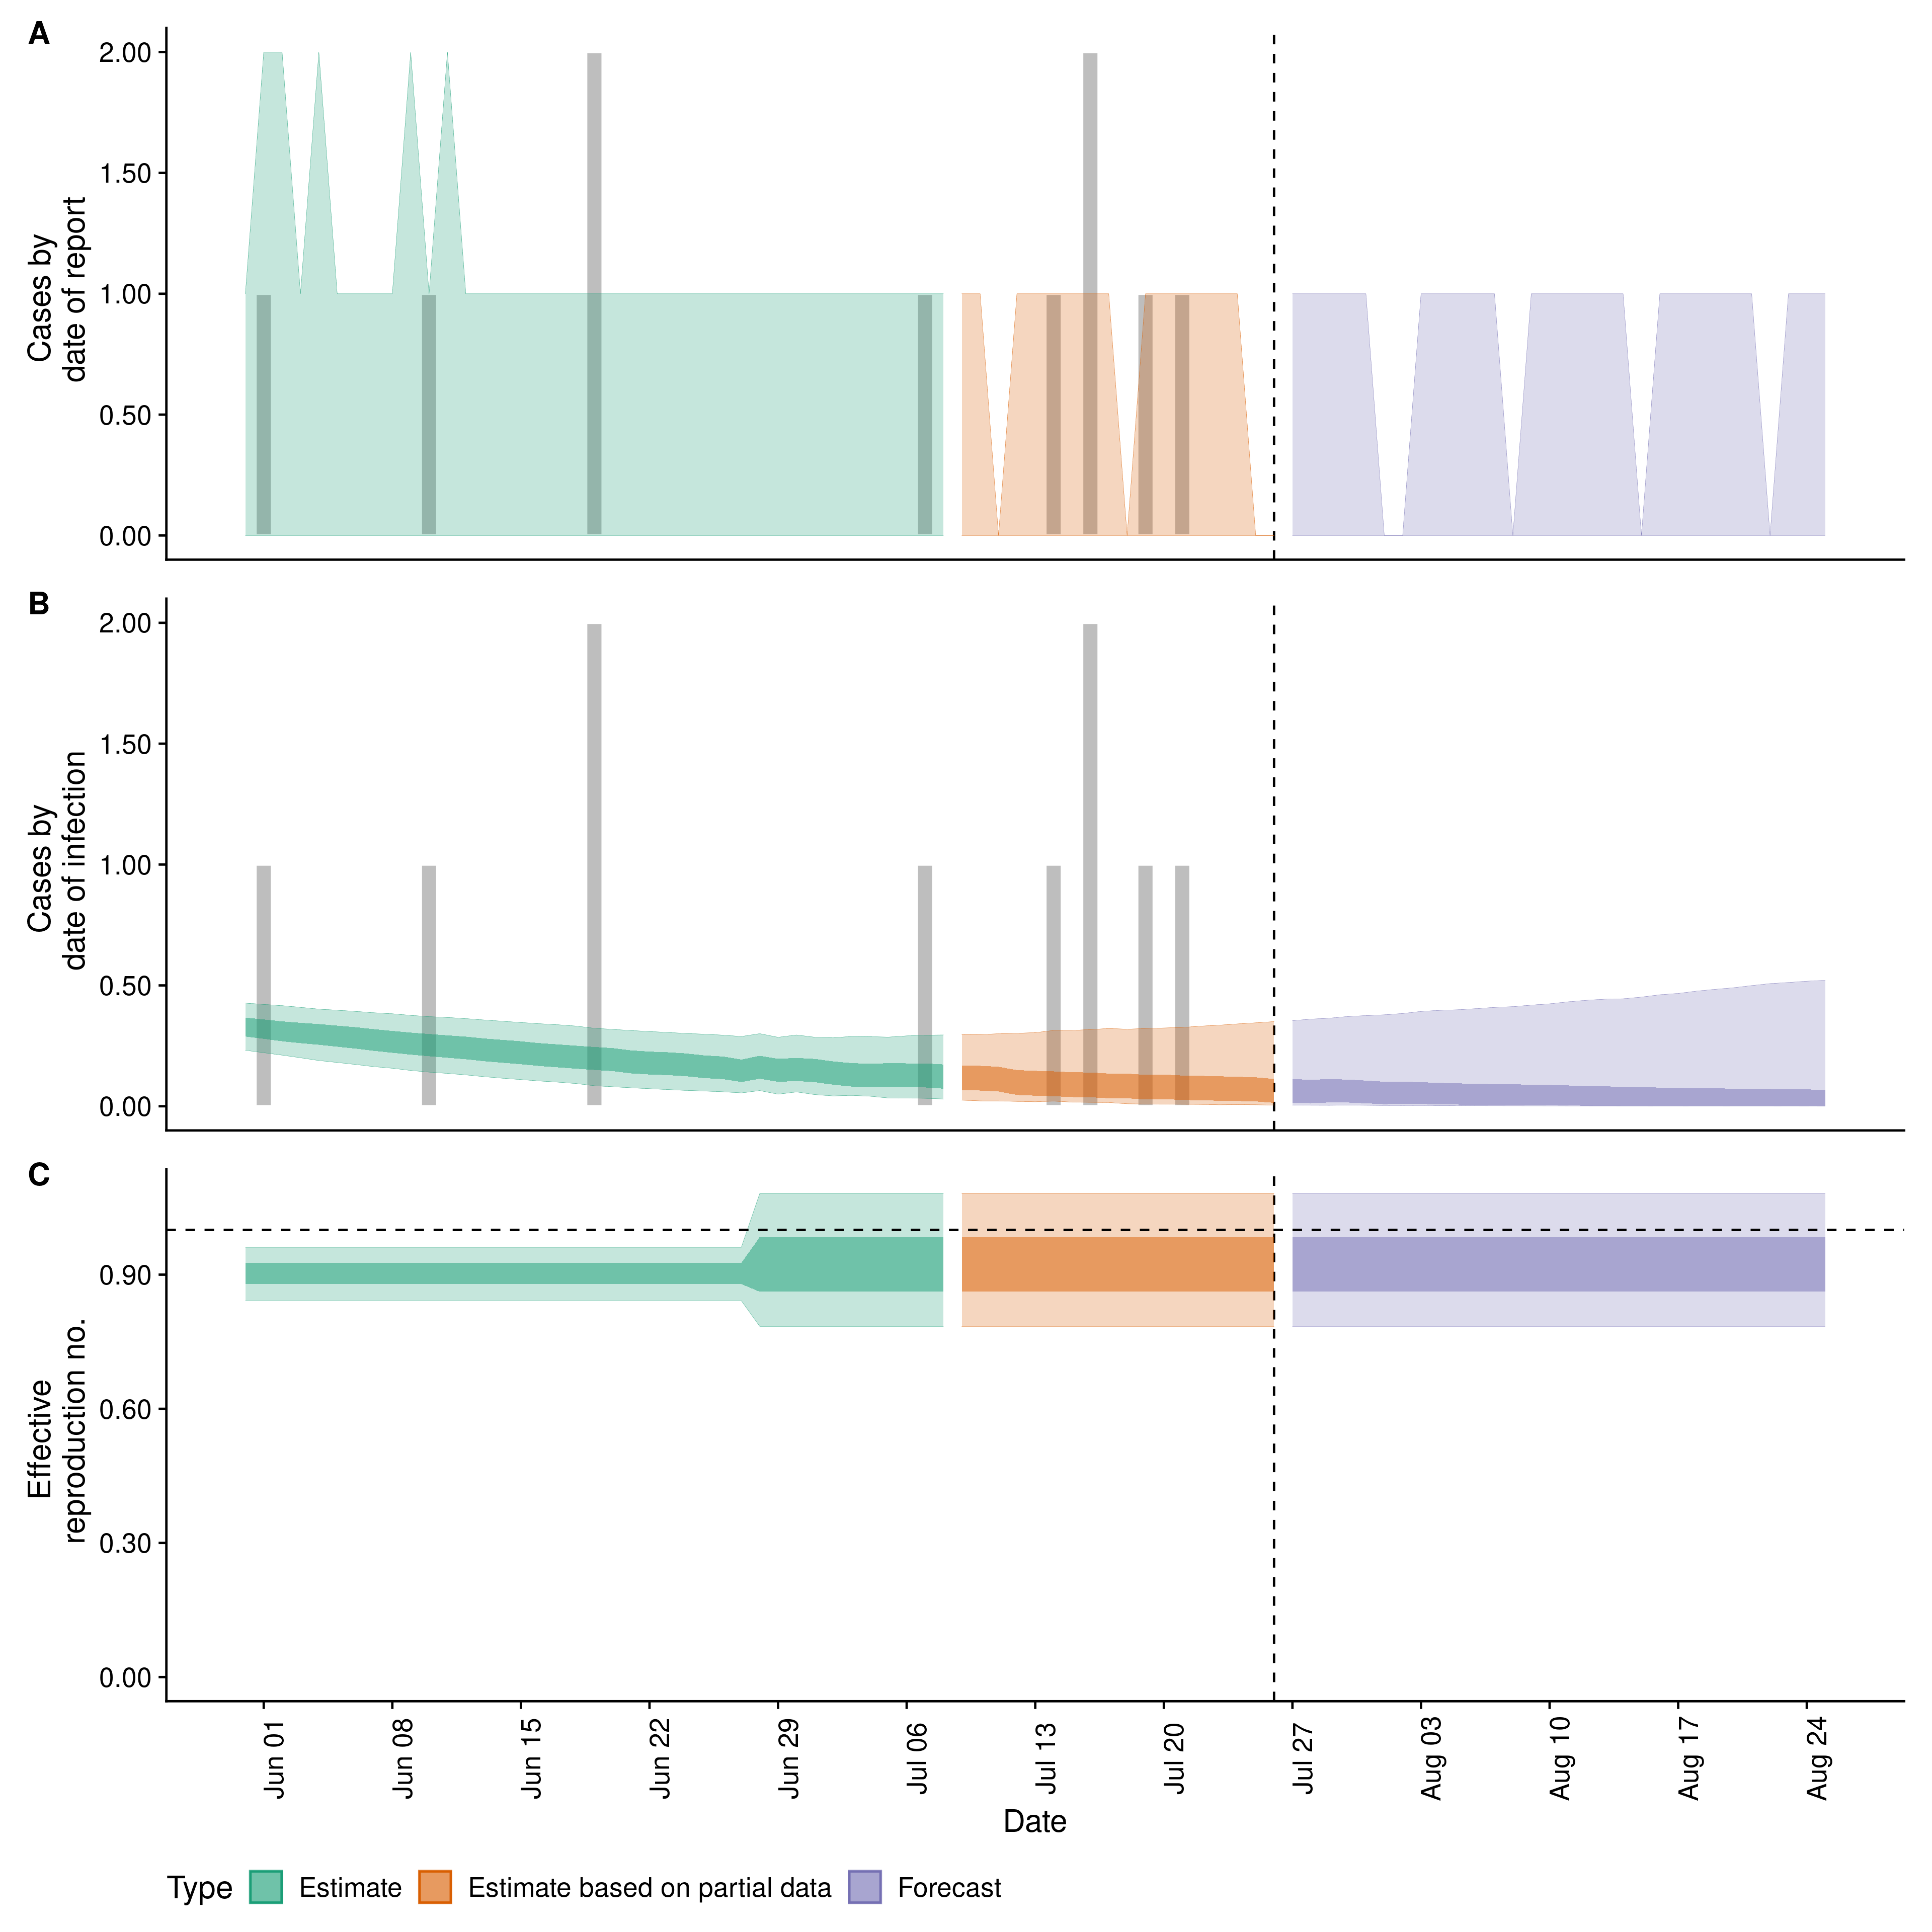 A
2.00
1.50
1.00
0.50
0.00
Cases by
date of report
B
2.00
1.50
1.00
0.50
0.00
Cases by
date of infection
C
0.90
0.60
0.30
0.00
Effective
reproduction no.
Jun 01
Jun 08
Jun 15
Jun 22
Jun 29
Jul 06
Jul 13
Jul 20
Jul 27
Aug 03
Aug 10
Aug 17
Aug 24
Date
Type Estimate Estimate based on partial data Forecast